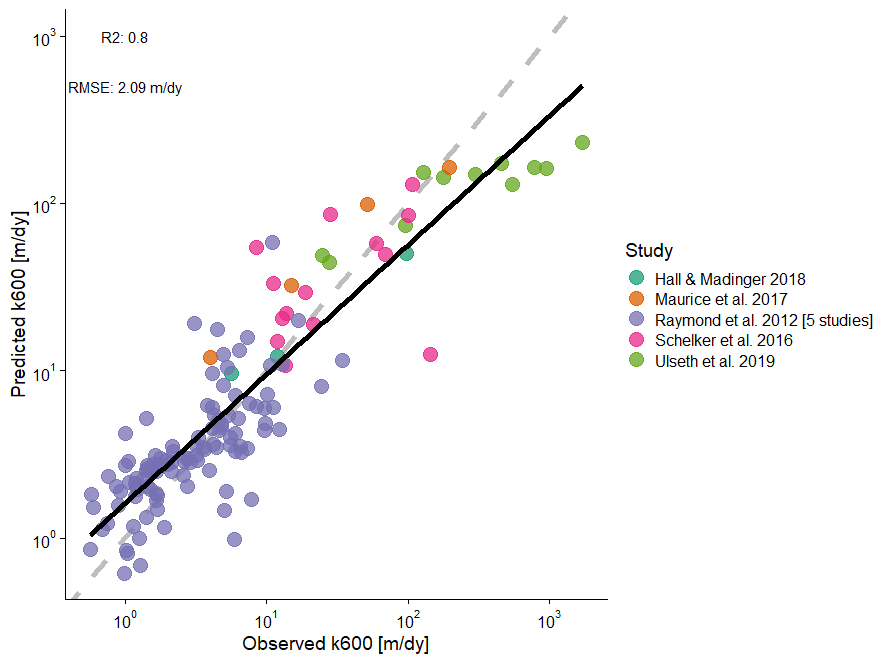 R2: 0.8
RMSE: 2.09 m/dy
10³
10²
10¹
10⁰
Predicted k600 [m/dy]
10⁰ 10¹ 10² 10³
Observed k600 [m/dy]
Study
Hall & Madinger 2018
Maurice et al. 2017
Raymond et al. 2012 [5 studies]
Schelker et al. 2016
Ulseth et al. 2019